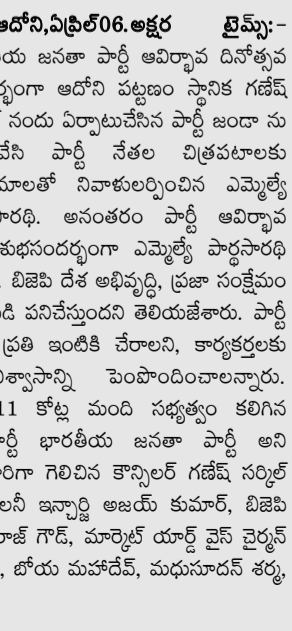 ఆదోని,ఏప్రిల్06.అక్షర టైమ్స్:-
య జనతా పార్టీ ఆవిర్భావ దినోత్సవ
ర్భంగా ఆదోని పట్టణం స్థానిక గణేష్
నందు ఏర్పాటుచేసిన పార్టీ జండా ను
వేసి పార్టీ నేతల చిత్రపటాలకు
మాలతో నివాళులర్పించిన ఎమ్మెల్యే
సారథి. అనంతరం పార్టీ ఆవిర్భావ
శుభసందర్భంగా ఎమ్మెల్యే పార్థసారథి
. బిజెపి దేశ అభివృద్ధి, ప్రజా సంక్షేమం
డి పనిచేస్తుందని తెలియజేశారు. పార్టీ
ప్రతి ఇంటికి చేరాలని, కార్యకర్తలకు
శ్వాసాన్ని పెంపొందించాలన్నారు.
11 కోట్ల మంది సభ్యత్వం కలిగిన
ర్టీ భారతీయ జనతా పార్టీ అని
రిగా గెలిచిన కౌన్సిలర్ గణేష్ సర్కిల్
లనీ ఇన్చార్జి అజయ్ కుమార్, బిజెపి
రాజ్ గౌడ్, మార్కెట్ యార్డ్ వైస్ చైర్మన్
, బోయ మహాదేవ్, మధుసూదన్ శర్మ,